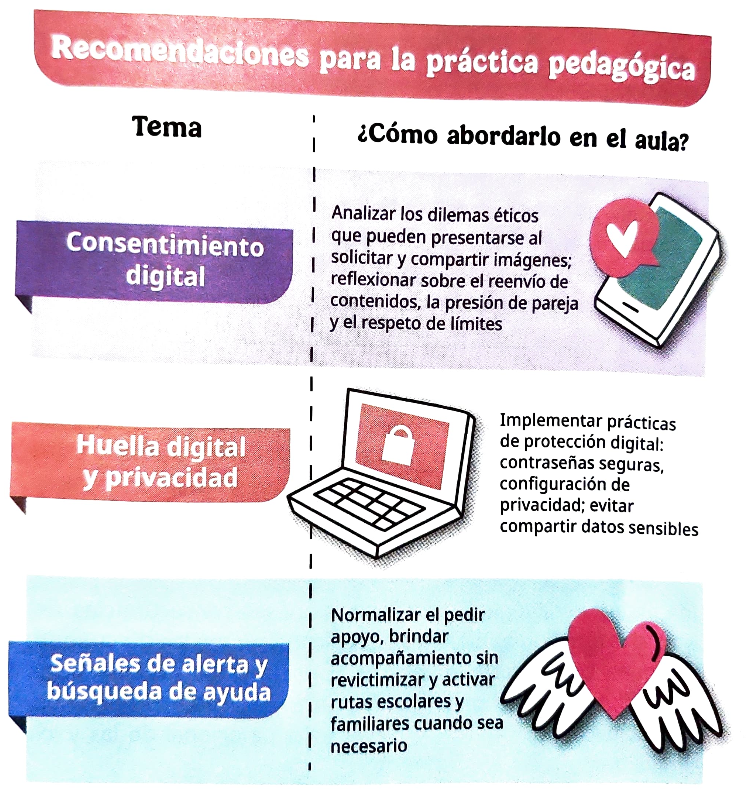 Recomendaciones para la práctica pedagógica
Tema
¿Cómo abordarlo en el aula?
Consentimiento
digital
Analizar los dilemas éticos
que pueden presentarse al
solicitar y compartir imágenes;
reflexionar sobre el reenvío de
contenidos, la presión de pareja
y el respeto de límites
Huella digital
y privacidad
Implementar prácticas
de protección digital:
contraseñas seguras,
configuración de
privacidad; evitar
compartir datos sensibles
Señales de alerta y
búsqueda de ayuda
Normalizar el pedir
apoyo, brindar
acompañamiento sin
revictimizar y activar
rutas escolares y
familiares cuando sea
necesario